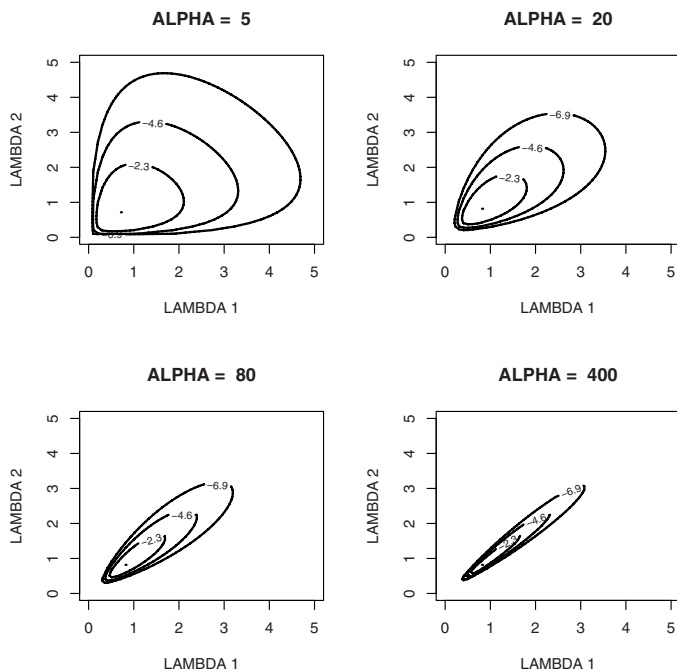 ALPHA = 5
LAMBDA 2
5
4
3
2
1
0
−6.9
−4.6
−2.3
0 1 2 3 4 5
LAMBDA 1
ALPHA = 20
LAMBDA 2
5
4
3
2
1
0
−6.9
−4.6
−2.3
0 1 2 3 4 5
LAMBDA 1
ALPHA = 80
LAMBDA 2
5
4
3
2
1
0
−6.9
−4.6
−2.3
0 1 2 3 4 5
LAMBDA 1
ALPHA = 400
LAMBDA 2
5
4
3
2
1
0
−6.9
−4.6
−2.3
0 1 2 3 4 5
LAMBDA 1